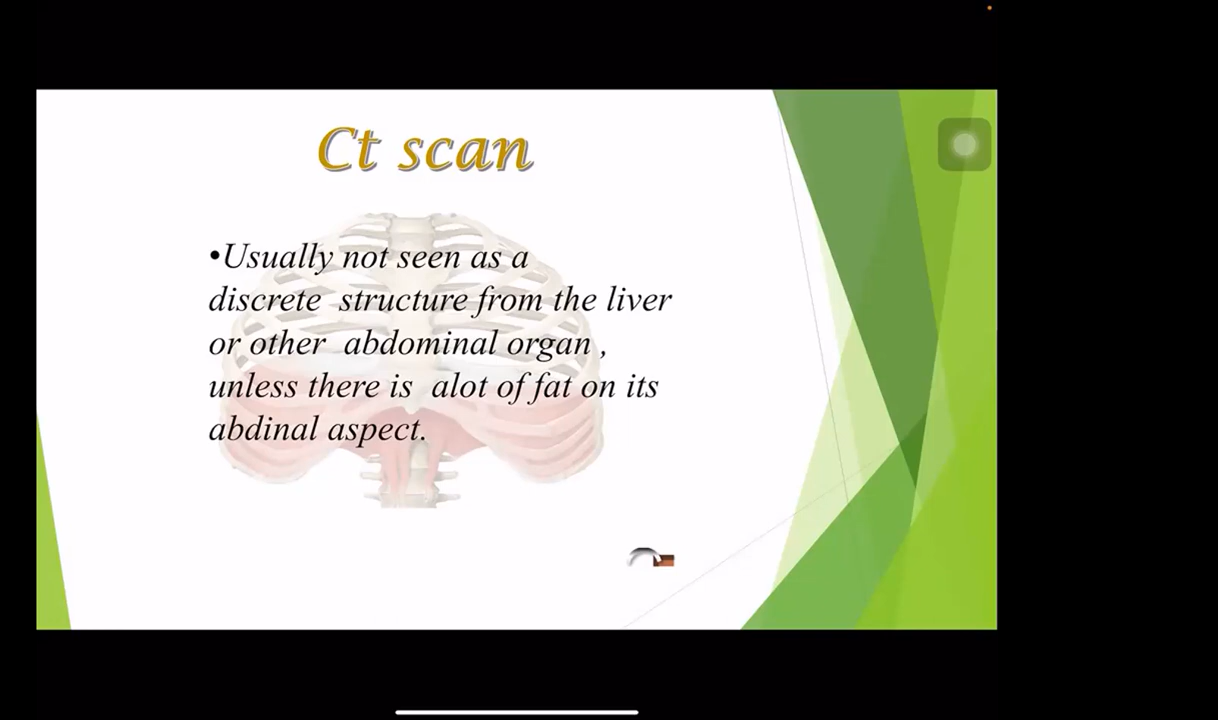 Ct scan
•Usually not seen as a
discrete structure from the liver
or other abdominal organ ,
unless there is alot of fat on its
abdinal aspect.